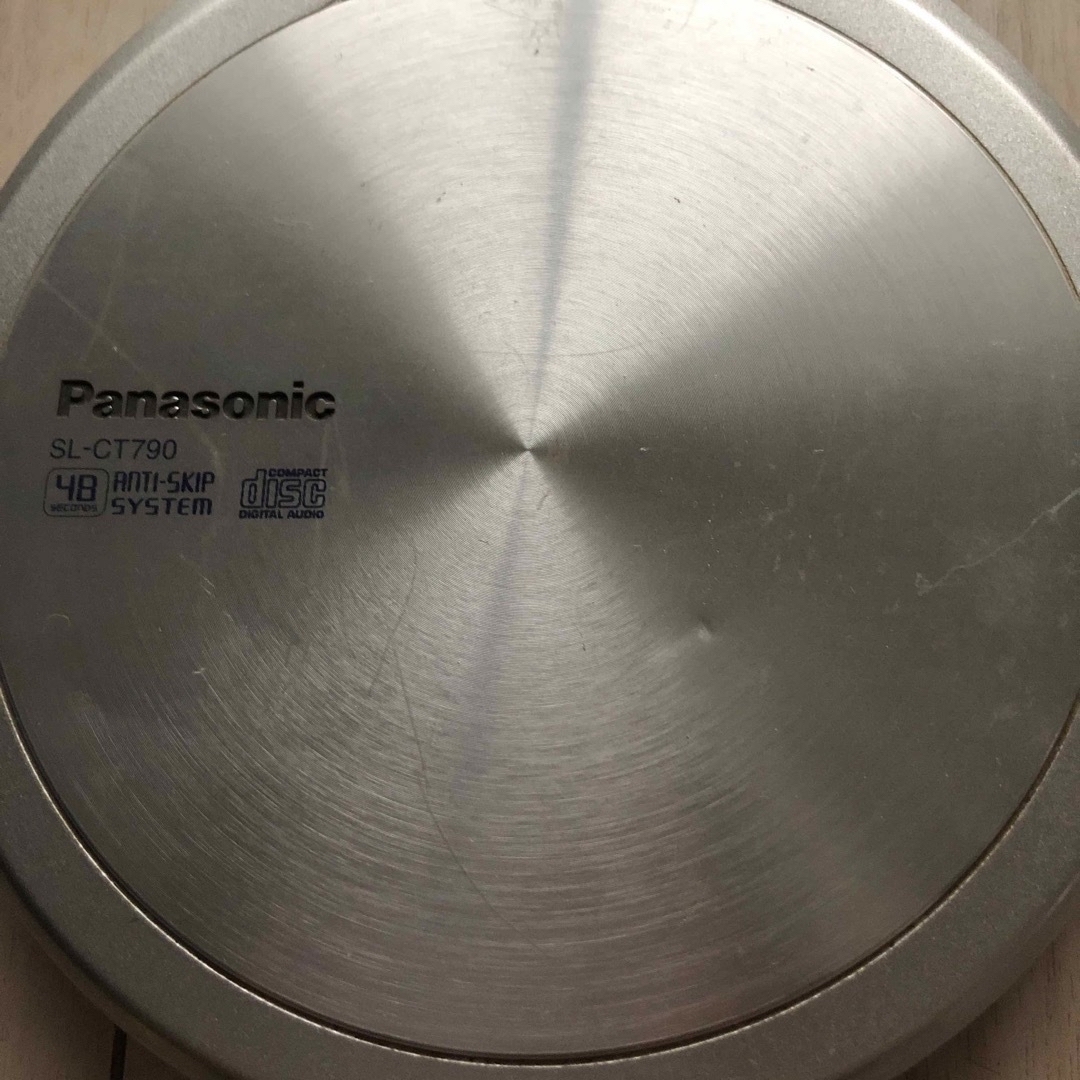 Panasonic
SL-CT790
48 SECONDS ANTI-SKIP SYSTEM
COMPACT disc DIGITAL AUDIO